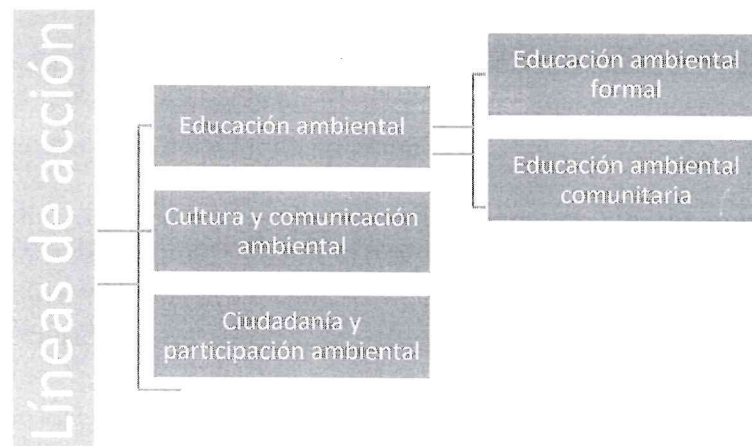 Líneas de acción
Educación ambiental
Cultura y comunicación
ambiental
Ciudadanía y
participación ambiental
Educación ambiental
formal
Educación ambiental
comunitaria